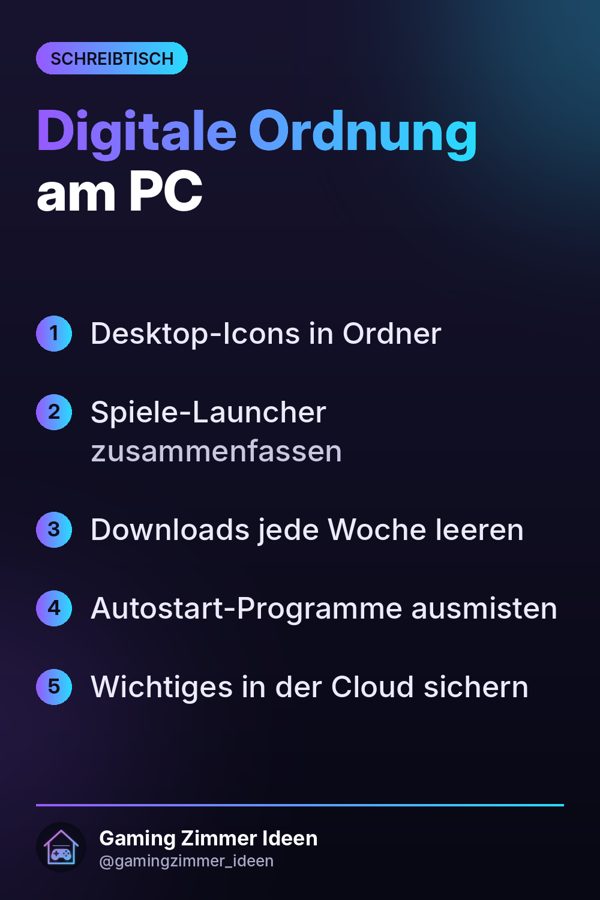 SCHREIBTISCH
Digitale Ordnung
am PC
1 Desktop-Icons in Ordner
2 Spiele-Launcher
zusammenfassen
3 Downloads jede Woche leeren
4 Autostart-Programme ausmisten
5 Wichtiges in der Cloud sichern
Gaming Zimmer Ideen
@gamingzimmer_ideen